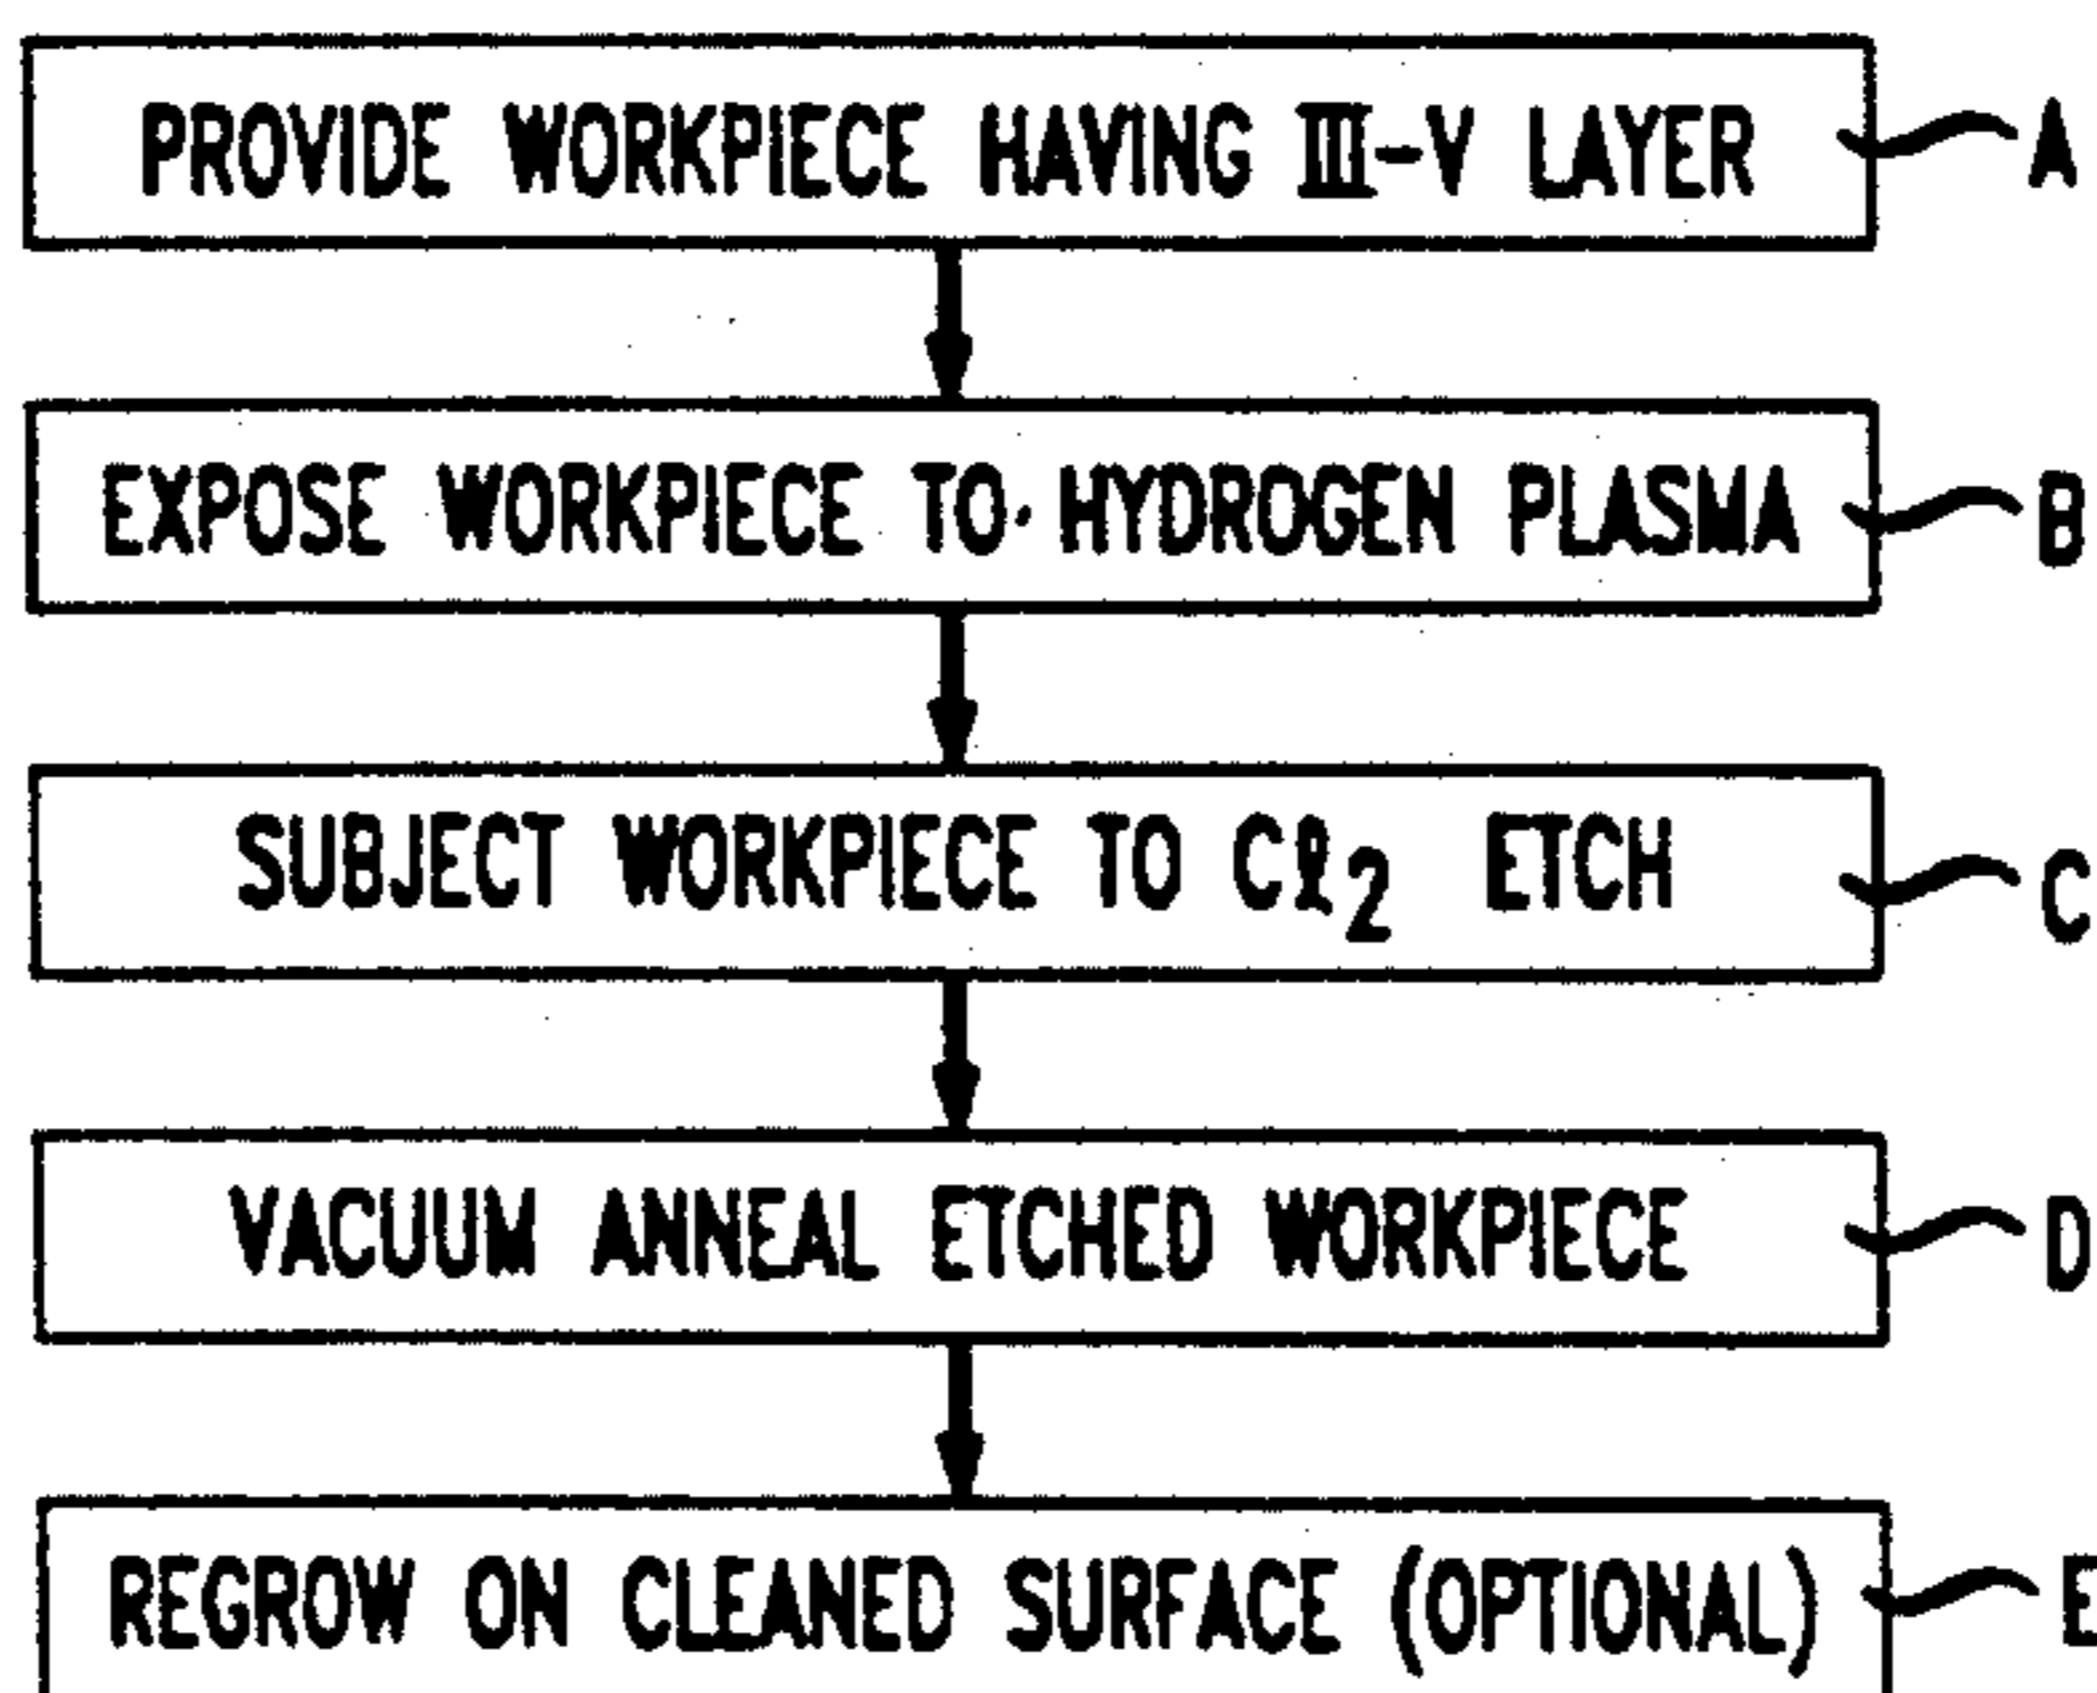 PROVIDE WORKPIECE HAVING III-V LAYER A
EXPOSE WORKPIECE TO HYDROGEN PLASMA B
SUBJECT WORKPIECE TO Cℓ₂ ETCH C
VACUUM ANNEAL ETCHED WORKPIECE D
REGROW ON CLEANED SURFACE (OPTIONAL) E